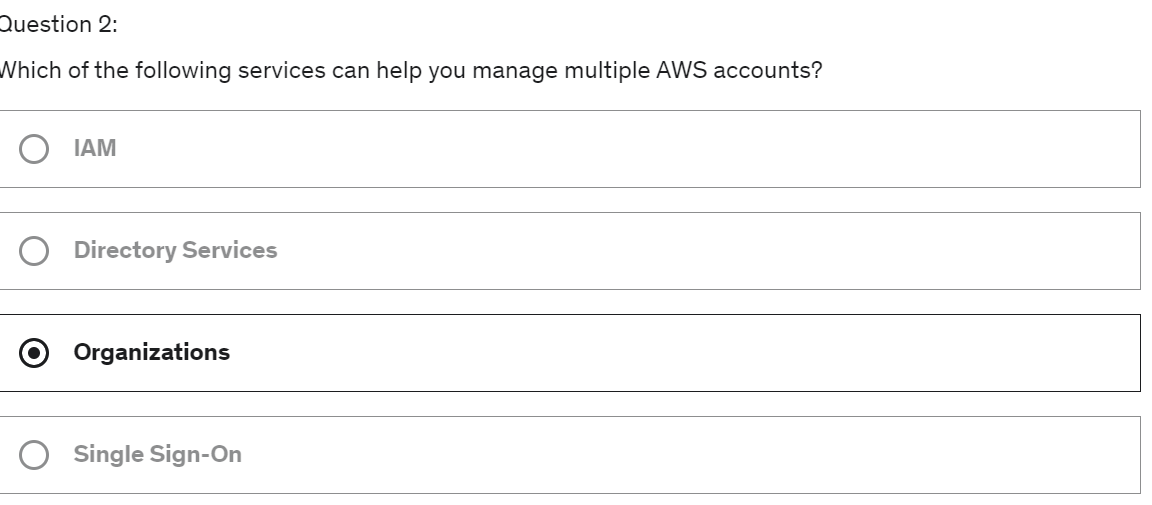 Question 2:
Which of the following services can help you manage multiple AWS accounts?
IAM
Directory Services
Organizations
Single Sign-On